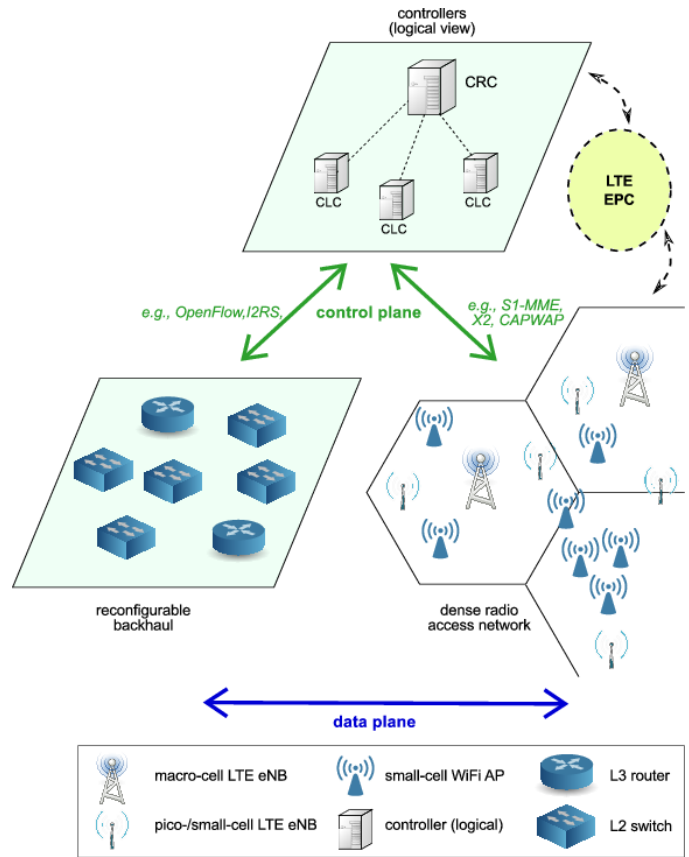 controllers
(logical view)
CRC
CLC
CLC
CLC
LTE
EPC
e.g., OpenFlow,I2RS,
control plane
e.g., S1-MME,
X2, CAPWAP
reconfigurable
backhaul
dense radio
access network
data plane
macro-cell LTE eNB
small-cell WiFi AP
L3 router
pico-/small-cell LTE eNB
controller (logical)
L2 switch